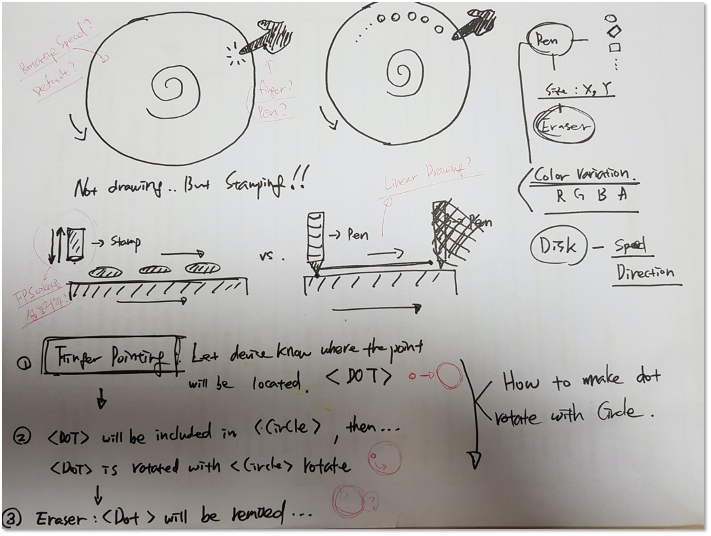 Rotating Speed?
Default?
finger?
Pen?
Pen
Size : X, Y
Eraser
Color Variation.
R G B A
Disk - Speed
Direction
Not drawing.. But Stamping!!
Linear Drawing?
→ Stamp
vs.
→ Pen
→ Pen
① Finger Pointing : Let device know where the point
will be located. <DOT>
② <DOT> will be included in <Circle>, then...
<DOT> is rotated with <Circle> rotate
③ Eraser : <Dot> will be removed...
How to make dot
rotate with Circle.